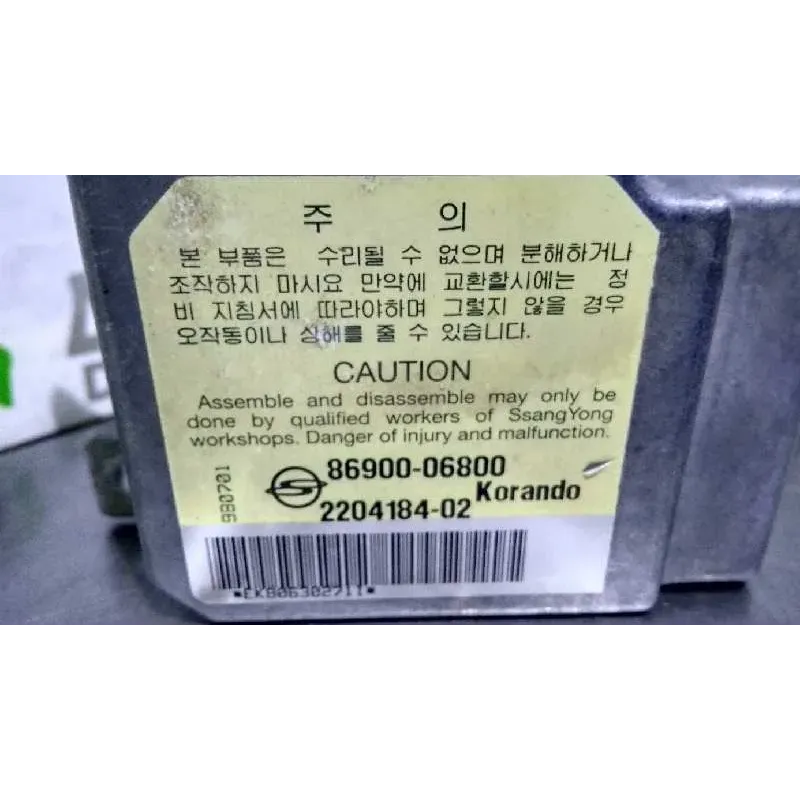 주 의
본 부품은 수리될 수 없으며 분해하거나
조작하지 마시요 만약에 교환할시에는 정
비 지침서에 따라야하며 그렇지 않을 경우
오작동이나 상해를 줄 수 있습니다.
CAUTION
Assemble and disassemble may only be
done by qualified workers of SsangYong
workshops. Danger of injury and malfunction.
980701
86900-06800
Korando
2204184-02
*EK806302711*